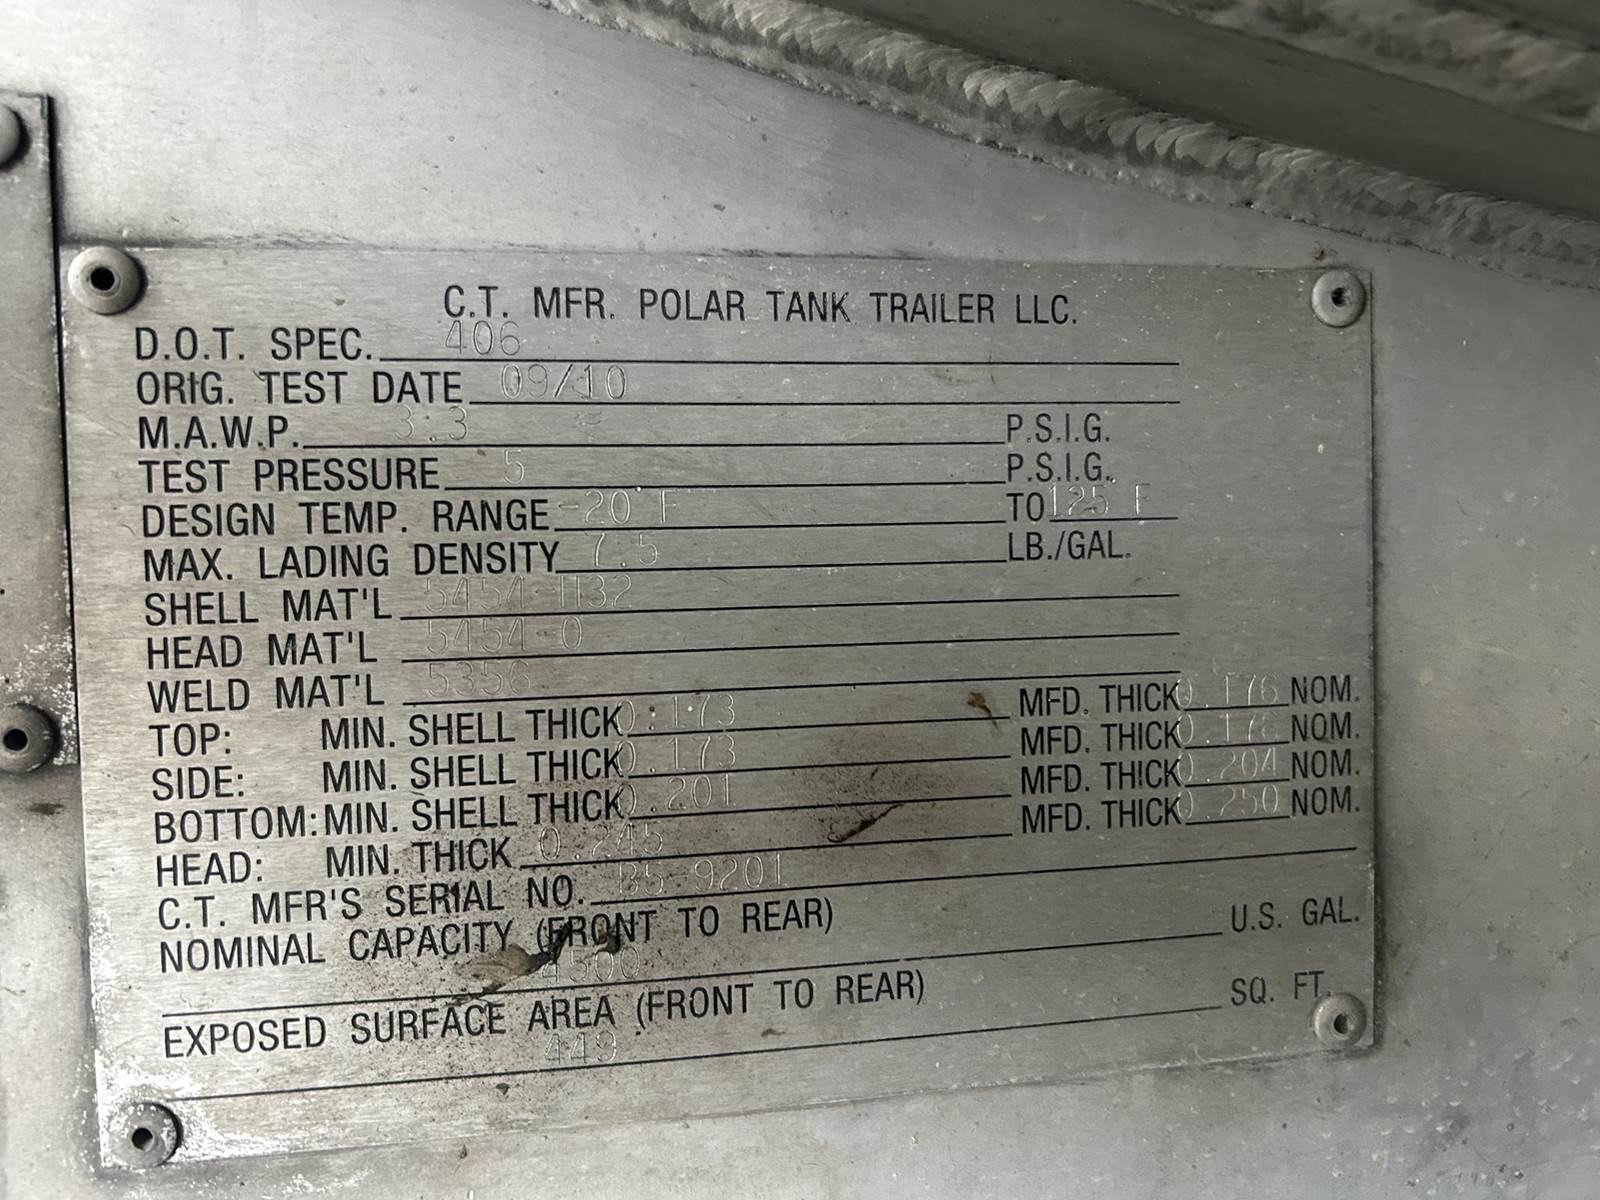 C.T. MFR. POLAR TANK TRAILER LLC.
D.O.T. SPEC. 406
ORIG. TEST DATE 09/10
M.A.W.P. 3.3 P.S.I.G.
TEST PRESSURE 5 P.S.I.G.
DESIGN TEMP. RANGE -20°F TO 125°F
MAX. LADING DENSITY 7.5 LB./GAL.
SHELL MAT'L 5454-H32
HEAD MAT'L 5454-0
WELD MAT'L 5356
TOP: MIN. SHELL THICK 0.173 MFD. THICK 0.176 NOM.
SIDE: MIN. SHELL THICK 0.173 MFD. THICK 0.176 NOM.
BOTTOM: MIN. SHELL THICK 0.201 MFD. THICK 0.204 NOM.
HEAD: MIN. THICK 0.245 MFD. THICK 0.250 NOM.
C.T. MFR'S SERIAL NO. 9201
NOMINAL CAPACITY (FRONT TO REAR) U.S. GAL.
4500
EXPOSED SURFACE AREA (FRONT TO REAR) SQ. FT.
449